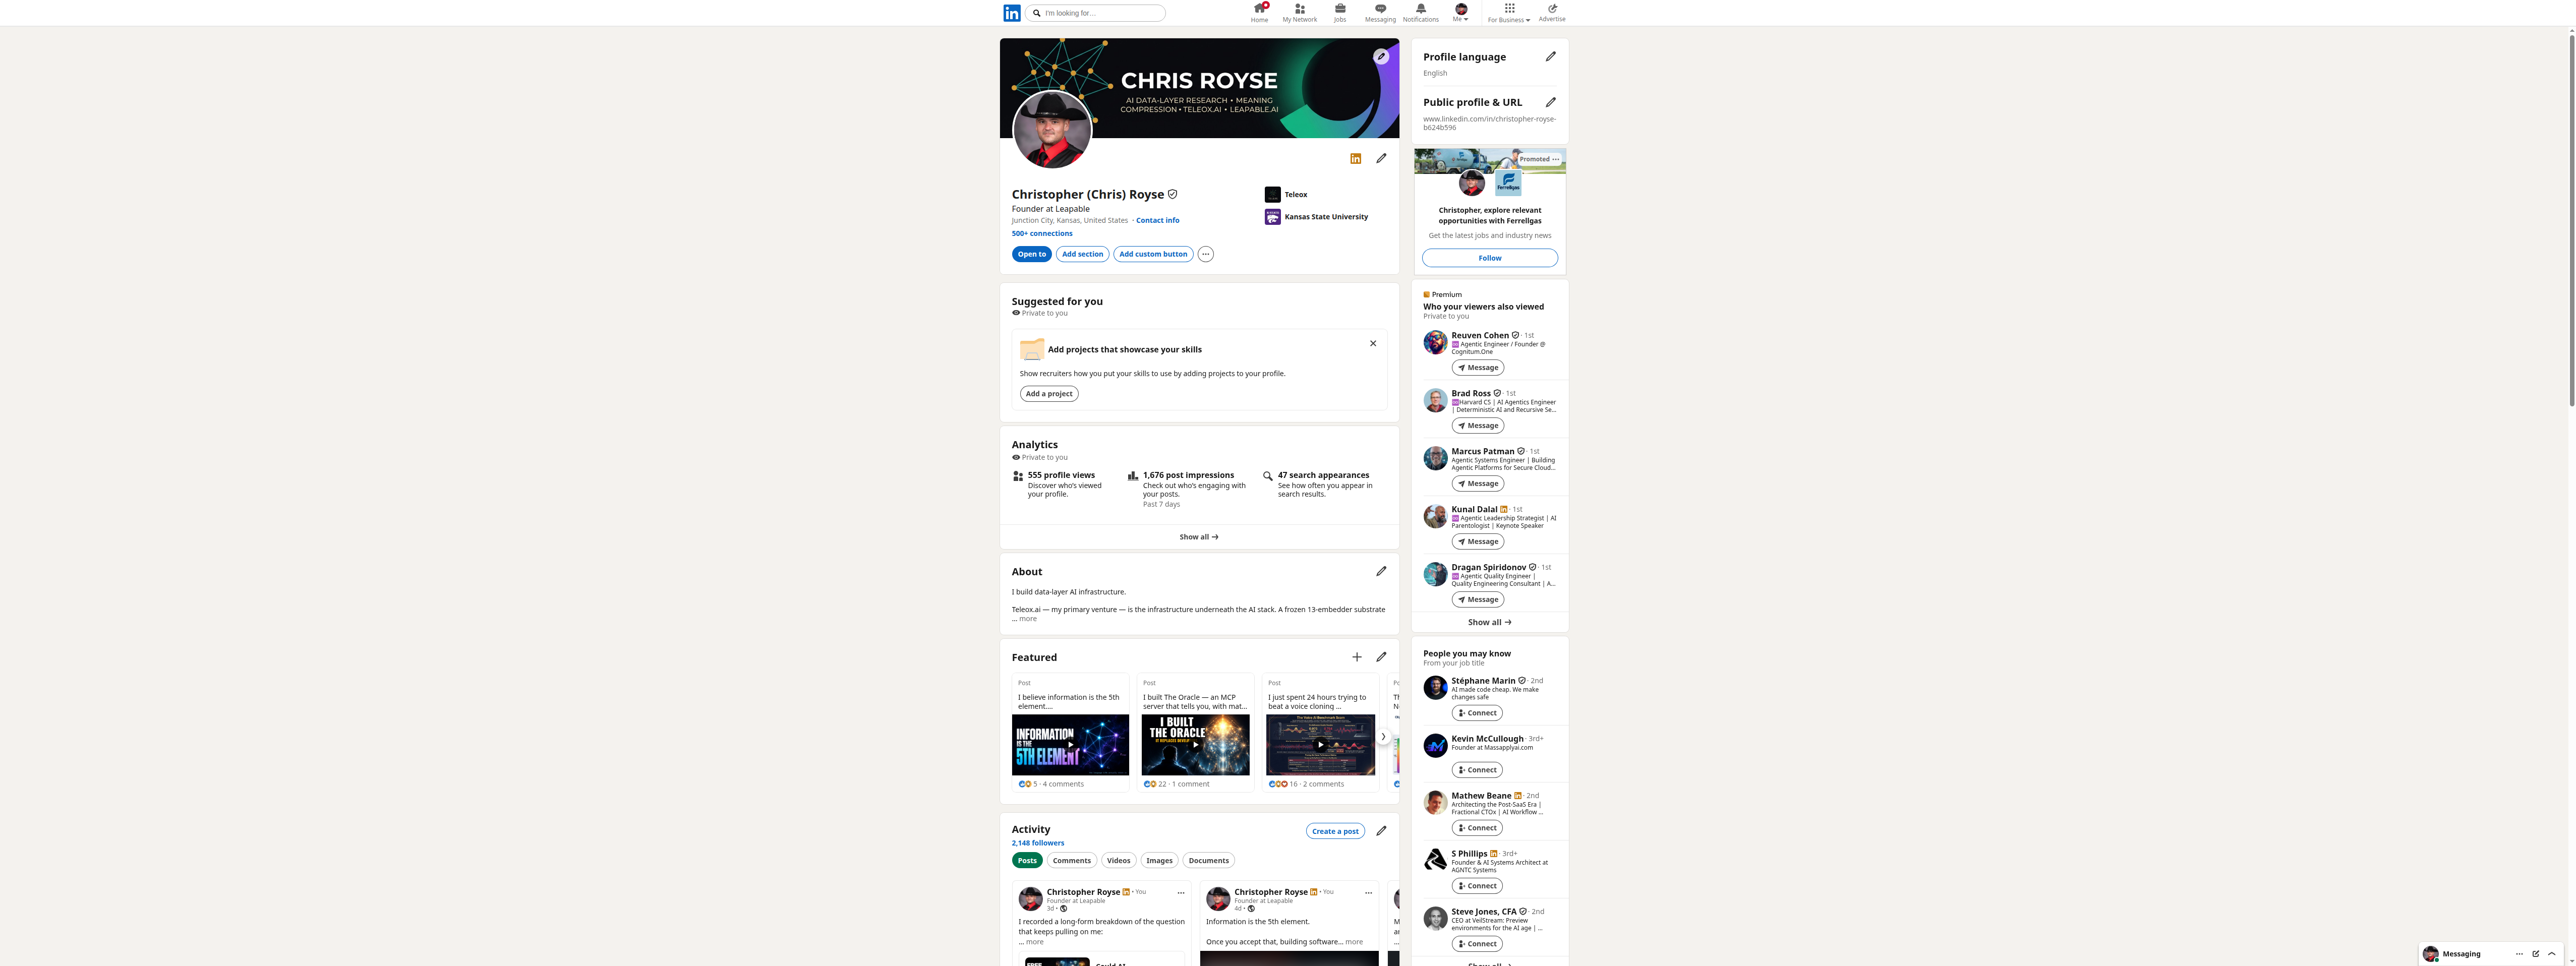 in
I'm looking for…
Home
My Network
Jobs
Messaging
Notifications
Me
For Business
Advertise
CHRIS ROYSE
AI DATA-LAYER RESEARCH • MEANING
COMPRESSION • TELEOX.AI • LEAPABLE.AI
in
Christopher (Chris) Royse
Founder at Leapable
Junction City, Kansas, United States · Contact info
500+ connections
Teleox
Kansas State University
Open to
Add section
Add custom button
Suggested for you
Private to you
Add projects that showcase your skills
Show recruiters how you put your skills to use by adding projects to your profile.
Add a project
Analytics
Private to you
555 profile views
Discover who's viewed
your profile.
1,676 post impressions
Check out who's engaging with
your posts.
Past 7 days
47 search appearances
See how often you appear in
search results.
Show all →
About
I build data-layer AI infrastructure.
Teleox.ai — my primary venture — is the infrastructure underneath the AI stack. A frozen 13-embedder substrate
... more
Featured
Post
I believe information is the 5th
element....
INFORMATION
IS THE
5TH ELEMENT
5 · 4 comments
Post
I built The Oracle — an MCP
server that tells you, with mat...
I BUILT
THE ORACLE
22 · 1 comment
Post
I just spent 24 hours trying to
beat a voice cloning ...
16 · 2 comments
Activity
2,148 followers
Create a post
Posts
Comments
Videos
Images
Documents
Christopher Royse in • You
Founder at Leapable
3d •
I recorded a long-form breakdown of the question
that keeps pulling on me:
... more
Christopher Royse in • You
Founder at Leapable
4d •
Information is the 5th element.
Once you accept that, building software... more
Profile language
English
Public profile & URL
www.linkedin.com/in/christopher-royse-
b624b596
Promoted
Ferrellgas
Christopher, explore relevant
opportunities with Ferrellgas
Get the latest jobs and industry news
Follow
Premium
Who your viewers also viewed
Private to you
Reuven Cohen · 1st
Agentic Engineer / Founder @
Cognitum.One
Message
Brad Ross · 1st
Harvard CS | AI Agentics Engineer
| Deterministic AI and Recursive Se...
Message
Marcus Patman · 1st
Agentic Systems Engineer | Building
Agentic Platforms for Secure Cloud...
Message
Kunal Dalal in · 1st
Agentic Leadership Strategist | AI
Parentologist | Keynote Speaker
Message
Dragan Spiridonov · 1st
Agentic Quality Engineer |
Quality Engineering Consultant | A...
Message
Show all →
People you may know
From your job title
Stéphane Marin · 2nd
AI made code cheap. We make
changes safe
Connect
Kevin McCullough · 3rd+
Founder at Massapplyai.com
Connect
Mathew Beane in · 2nd
Architecting the Post-SaaS Era |
Fractional CTOx | AI Workflow ...
Connect
S Phillips in · 3rd+
Founder & AI Systems Architect at
AGNTC Systems
Connect
Steve Jones, CFA · 2nd
CEO at VeilStream: Preview
environments for the AI age | ...
Connect
Messaging